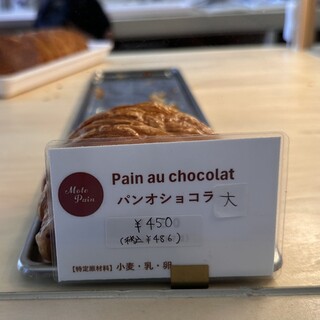 Mote Pain
Pain au chocolat
パンオショコラ 大
¥450
(税込¥486)
【特定原材料】小麦・乳・卵